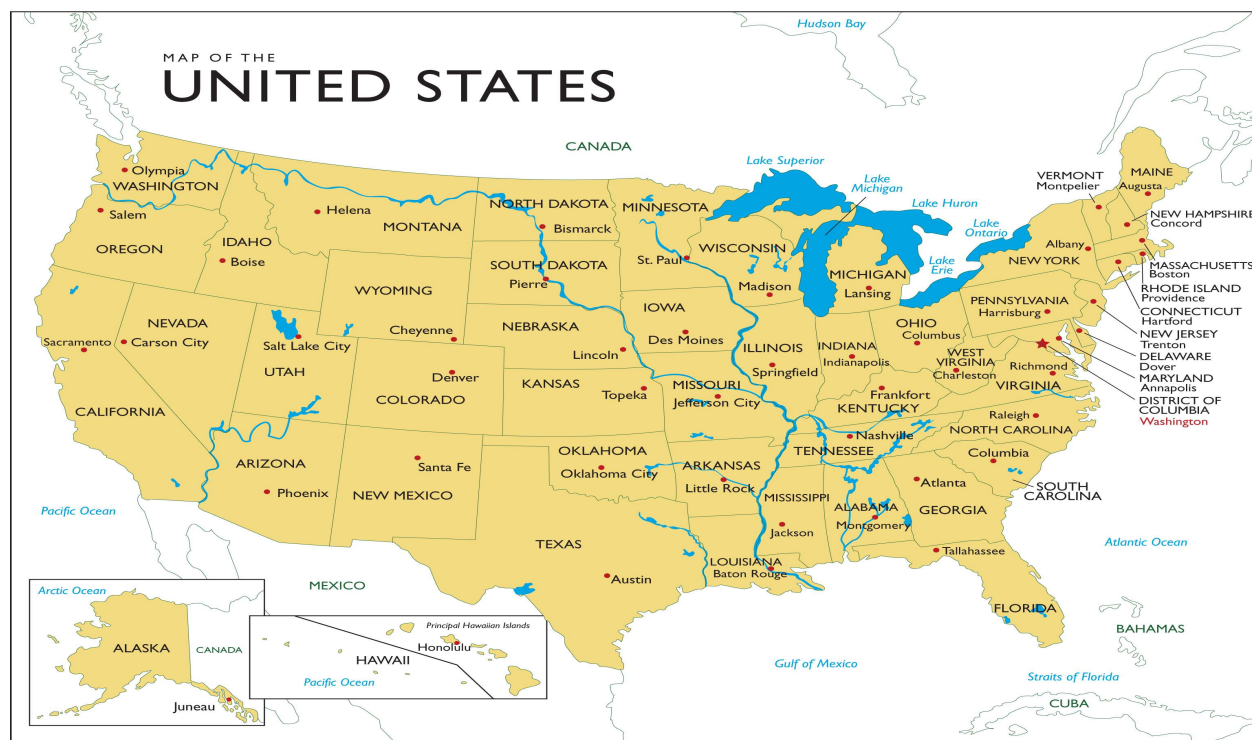 MAP OF THE
UNITED STATES
Hudson Bay
CANADA
Lake Superior
Lake
Michigan
Lake Huron
Lake
Ontario
Lake
Erie
Olympia
WASHINGTON
Salem
OREGON
IDAHO
Boise
Helena
MONTANA
NORTH DAKOTA
Bismarck
SOUTH DAKOTA
Pierre
MINNESOTA
St. Paul
WISCONSIN
Madison
MICHIGAN
Lansing
VERMONT
Montpelier
MAINE
Augusta
NEW HAMPSHIRE
Concord
Albany
NEW YORK
MASSACHUSETTS
Boston
RHODE ISLAND
Providence
CONNECTICUT
Hartford
NEW JERSEY
Trenton
DELAWARE
Dover
MARYLAND
Annapolis
DISTRICT OF
COLUMBIA
Washington
WYOMING
Cheyenne
NEBRASKA
Lincoln
IOWA
Des Moines
ILLINOIS
Springfield
INDIANA
Indianapolis
OHIO
Columbus
PENNSYLVANIA
Harrisburg
WEST
VIRGINIA
Charleston
Richmond
VIRGINIA
NEVADA
Carson City
Sacramento
CALIFORNIA
Salt Lake City
UTAH
Denver
COLORADO
KANSAS
Topeka
MISSOURI
Jefferson City
Frankfort
KENTUCKY
Nashville
TENNESSEE
Raleigh
NORTH CAROLINA
Columbia
SOUTH
CAROLINA
ARIZONA
Phoenix
Santa Fe
NEW MEXICO
OKLAHOMA
Oklahoma City
ARKANSAS
Little Rock
MISSISSIPPI
Jackson
ALABAMA
Montgomery
Atlanta
GEORGIA
TEXAS
Austin
LOUISIANA
Baton Rouge
Tallahassee
FLORIDA
Pacific Ocean
Atlantic Ocean
MEXICO
Gulf of Mexico
BAHAMAS
Straits of Florida
CUBA
Arctic Ocean
ALASKA
CANADA
Juneau
Principal Hawaiian Islands
Honolulu
HAWAII
Pacific Ocean